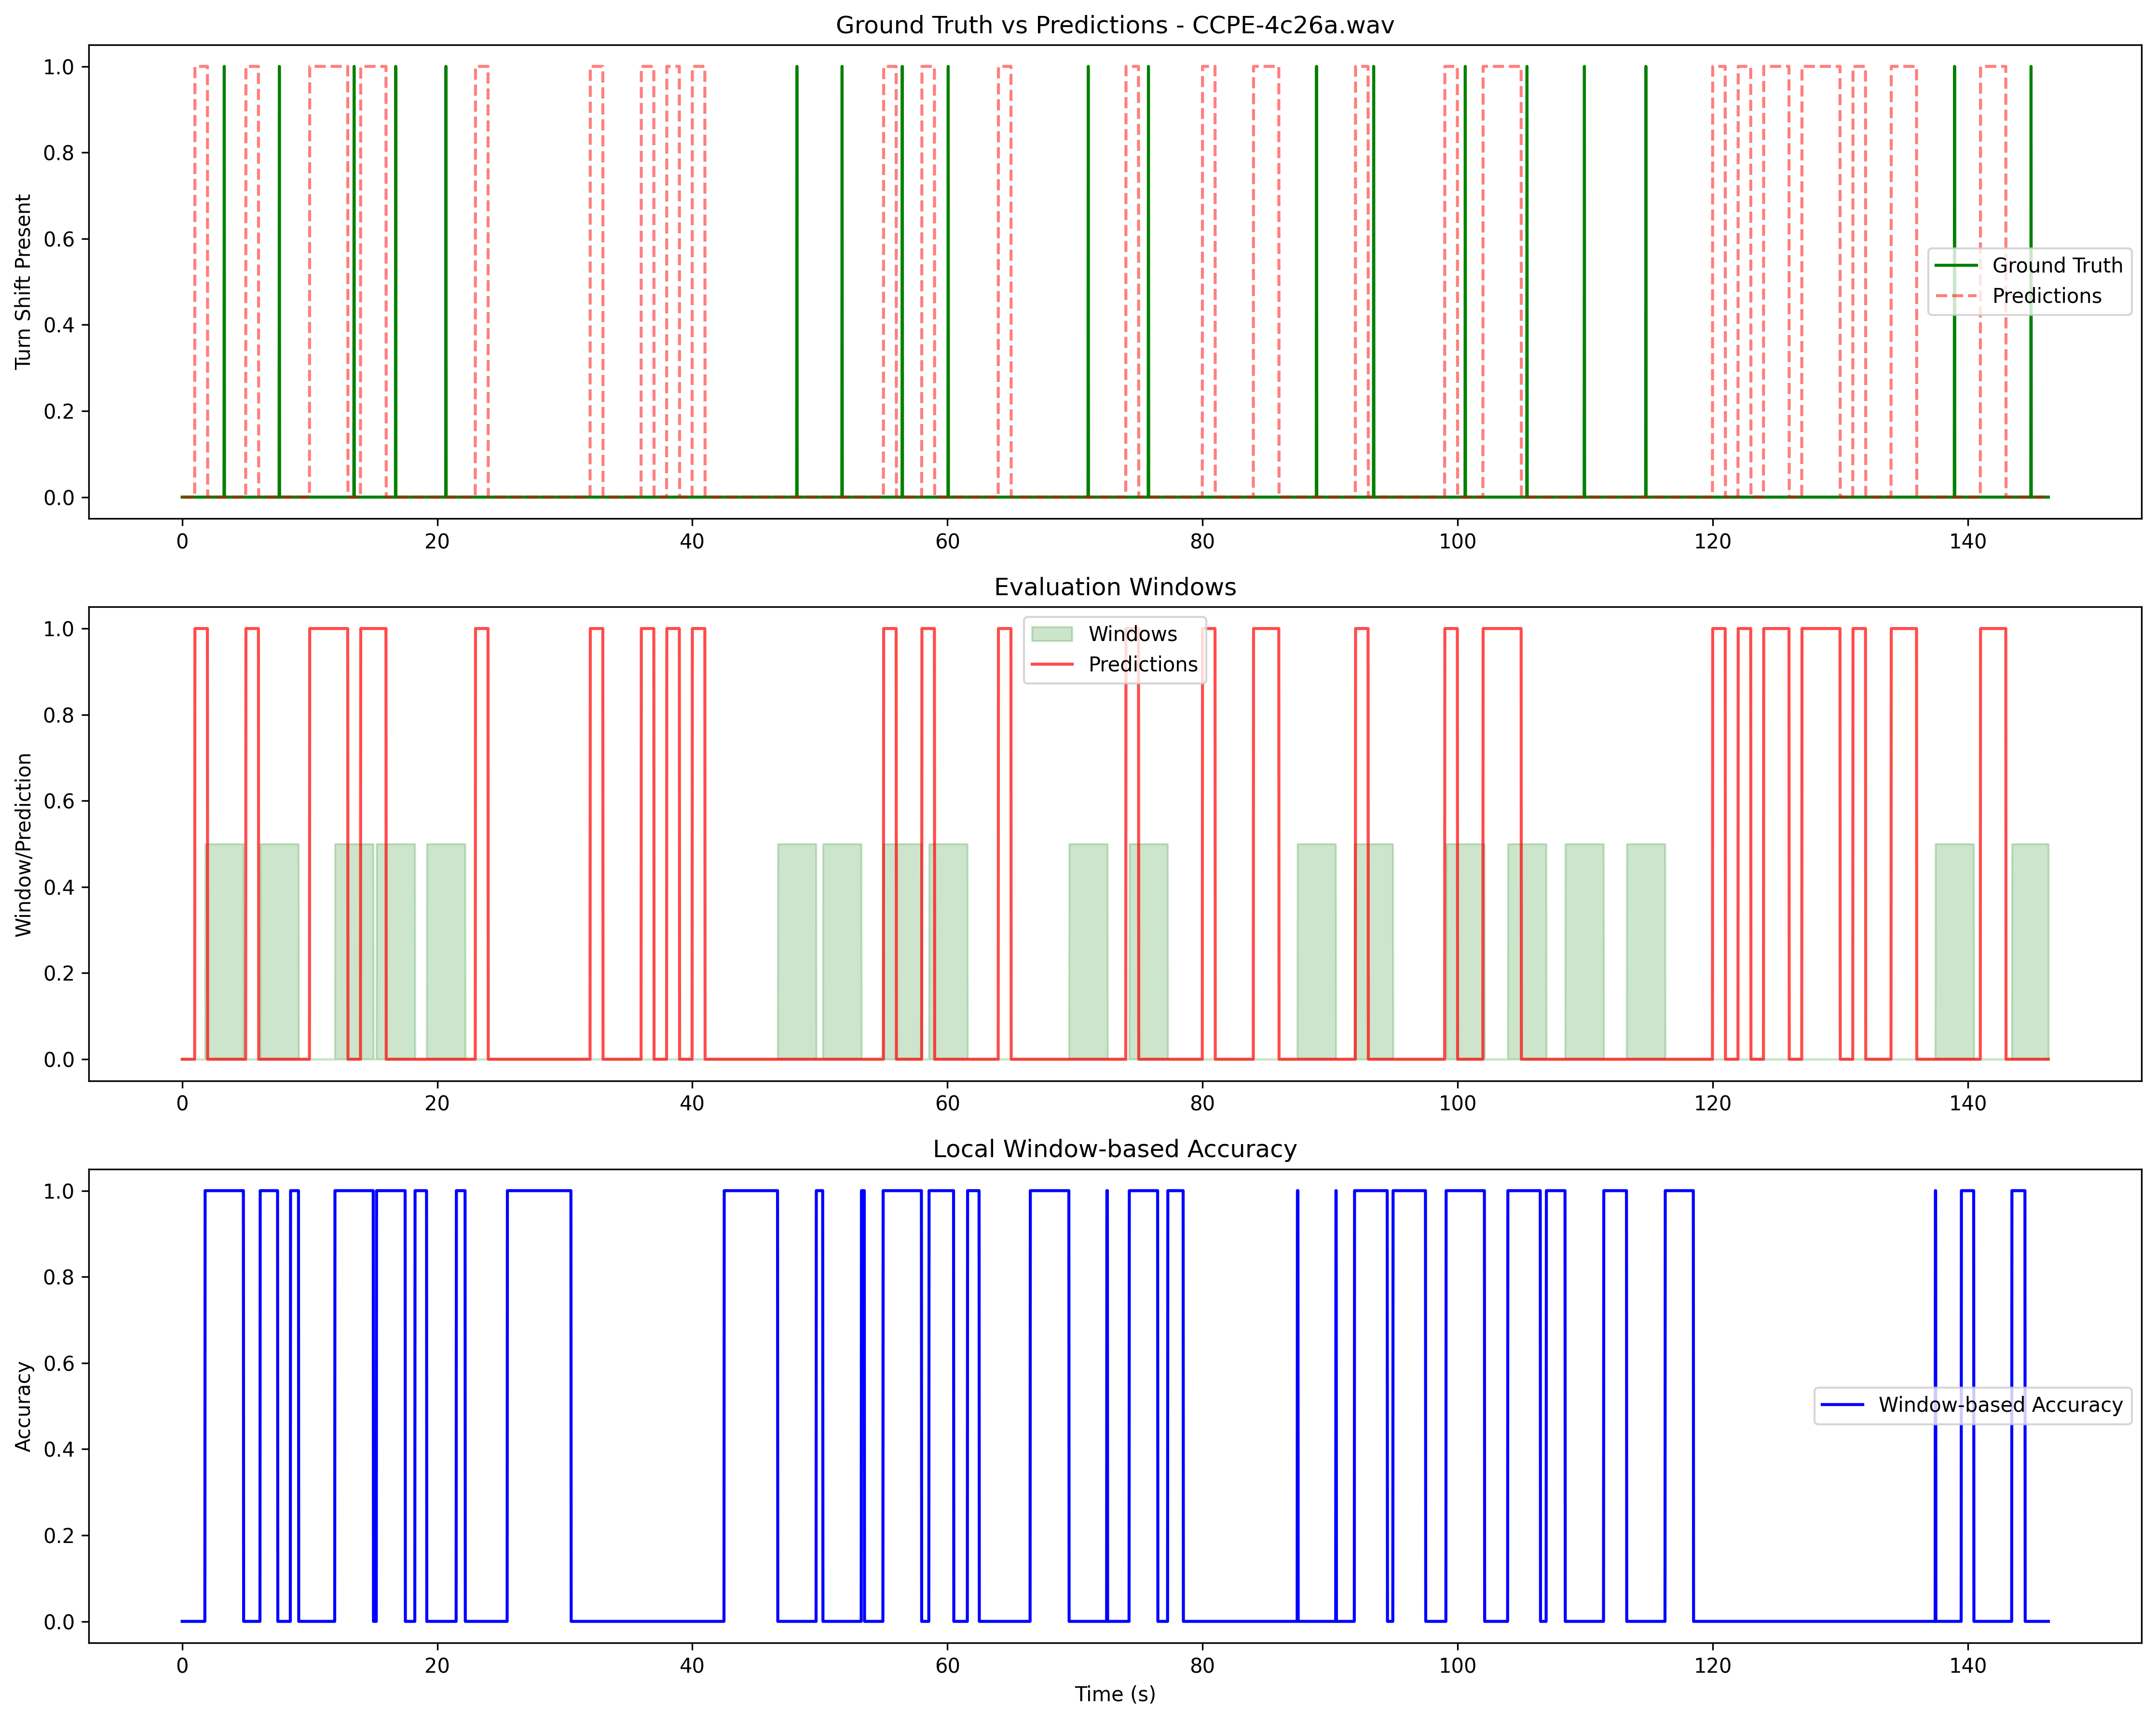 Ground Truth vs Predictions - CCPE-4c26a.wav
Turn Shift Present
1.0
0.8
0.6
0.4
0.2
0.0
Ground Truth
Predictions
0 20 40 60 80 100 120 140
Evaluation Windows
Window/Prediction
1.0
0.8
0.6
0.4
0.2
0.0
Windows
Predictions
0 20 40 60 80 100 120 140
Local Window-based Accuracy
Accuracy
1.0
0.8
0.6
0.4
0.2
0.0
Window-based Accuracy
0 20 40 60 80 100 120 140
Time (s)